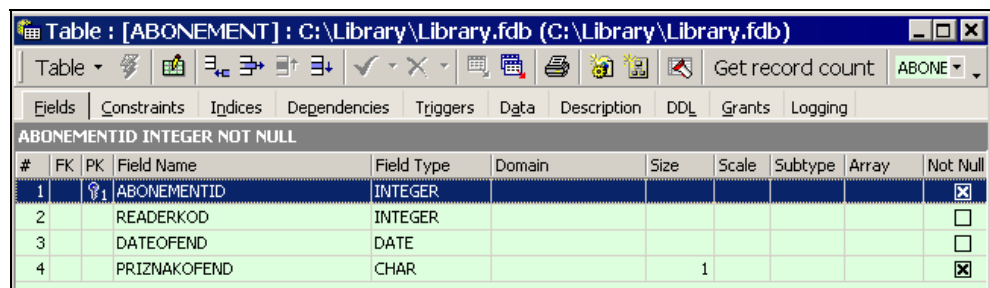 Table : [ABONEMENT] : C:\Library\Library.fdb (C:\Library\Library.fdb)
Table Get record count ABONE
Fields Constraints Indices Dependencies Triggers Data Description DDL Grants Logging
ABONEMENTID INTEGER NOT NULL
# FK PK Field Name Field Type Domain Size Scale Subtype Array Not Null
1 1 ABONEMENTID INTEGER
2 READERKOD INTEGER
3 DATEOFEND DATE
4 PRIZNAKOFEND CHAR 1